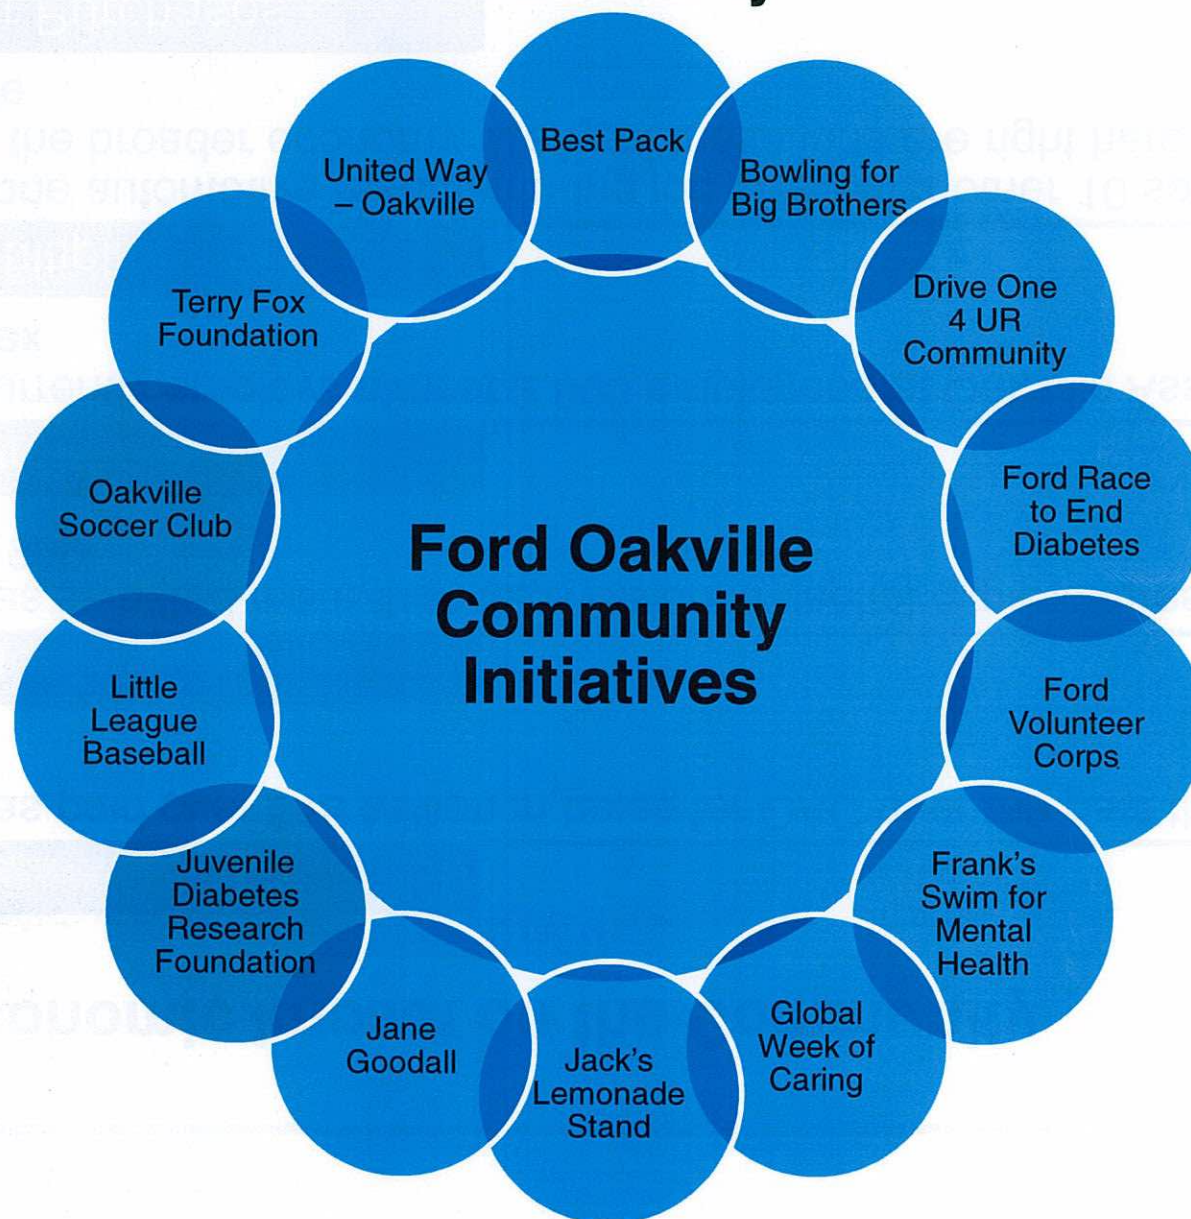 Best Pack
Bowling for
Big Brothers
Drive One
4 UR
Community
Ford Race
to End
Diabetes
Ford
Volunteer
Corps
Frank's
Swim for
Mental
Health
Global
Week of
Caring
Jack's
Lemonade
Stand
Jane
Goodall
Juvenile
Diabetes
Research
Foundation
Little
League
Baseball
Oakville
Soccer Club
Terry Fox
Foundation
United Way
– Oakville
Ford Oakville
Community
Initiatives